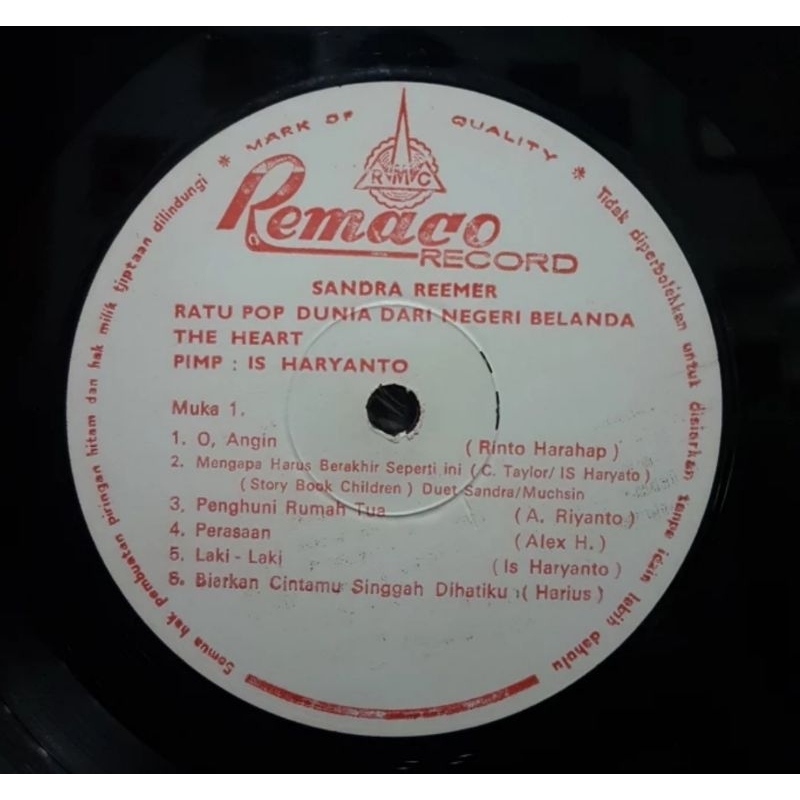 * MARK OF QUALITY *
RMC
Remaco
RECORD
SANDRA REEMER
RATU POP DUNIA DARI NEGERI BELANDA
THE HEART
PIMP : IS HARYANTO
Muka 1.
1. O, Angin ( Rinto Harahap )
2. Mengapa Harus Berakhir Seperti ini ( C. Taylor/ IS Haryato )
( Story Book Children ) Duet Sandra/Muchsin
3. Penghuni Rumah Tua ( A. Riyanto )
4. Perasaan ( Alex H. )
5. Laki - Laki ( Is Haryanto )
6. Biarkan Cintamu Singgah Dihatiku ( Harius )
Semua hak pembuatan piringan hitam dan hak milik tjiptaan dilindungi
Tidak diperbolehkan untuk disiarkan tanpa idzin lebih dahulu